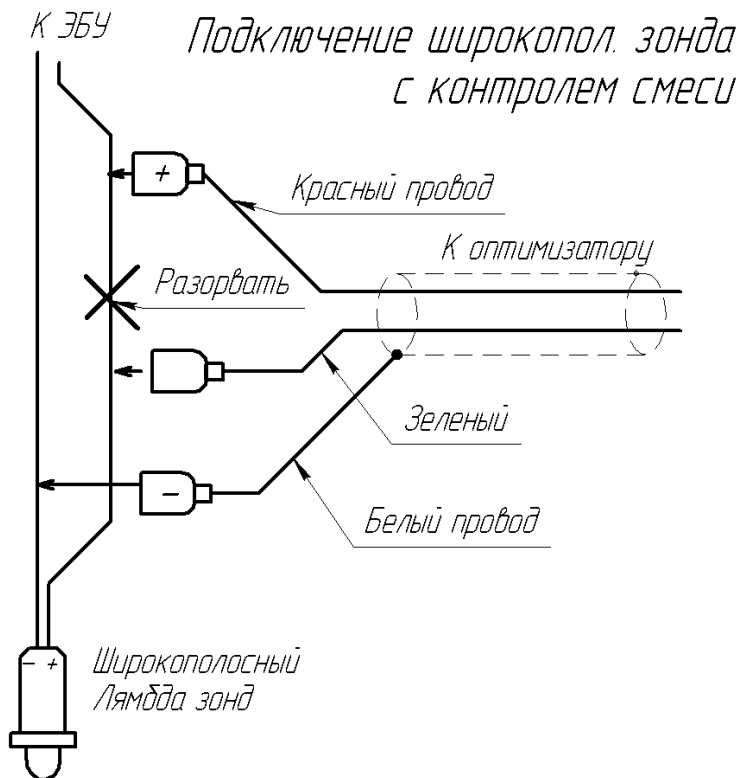 К ЭБУ
Подключение широкопол. зонда
с контролем смеси
+
Красный провод
К оптимизатору
Разорвать
Зеленый
-
Белый провод
- +
Широкополосный
Лямбда зонд